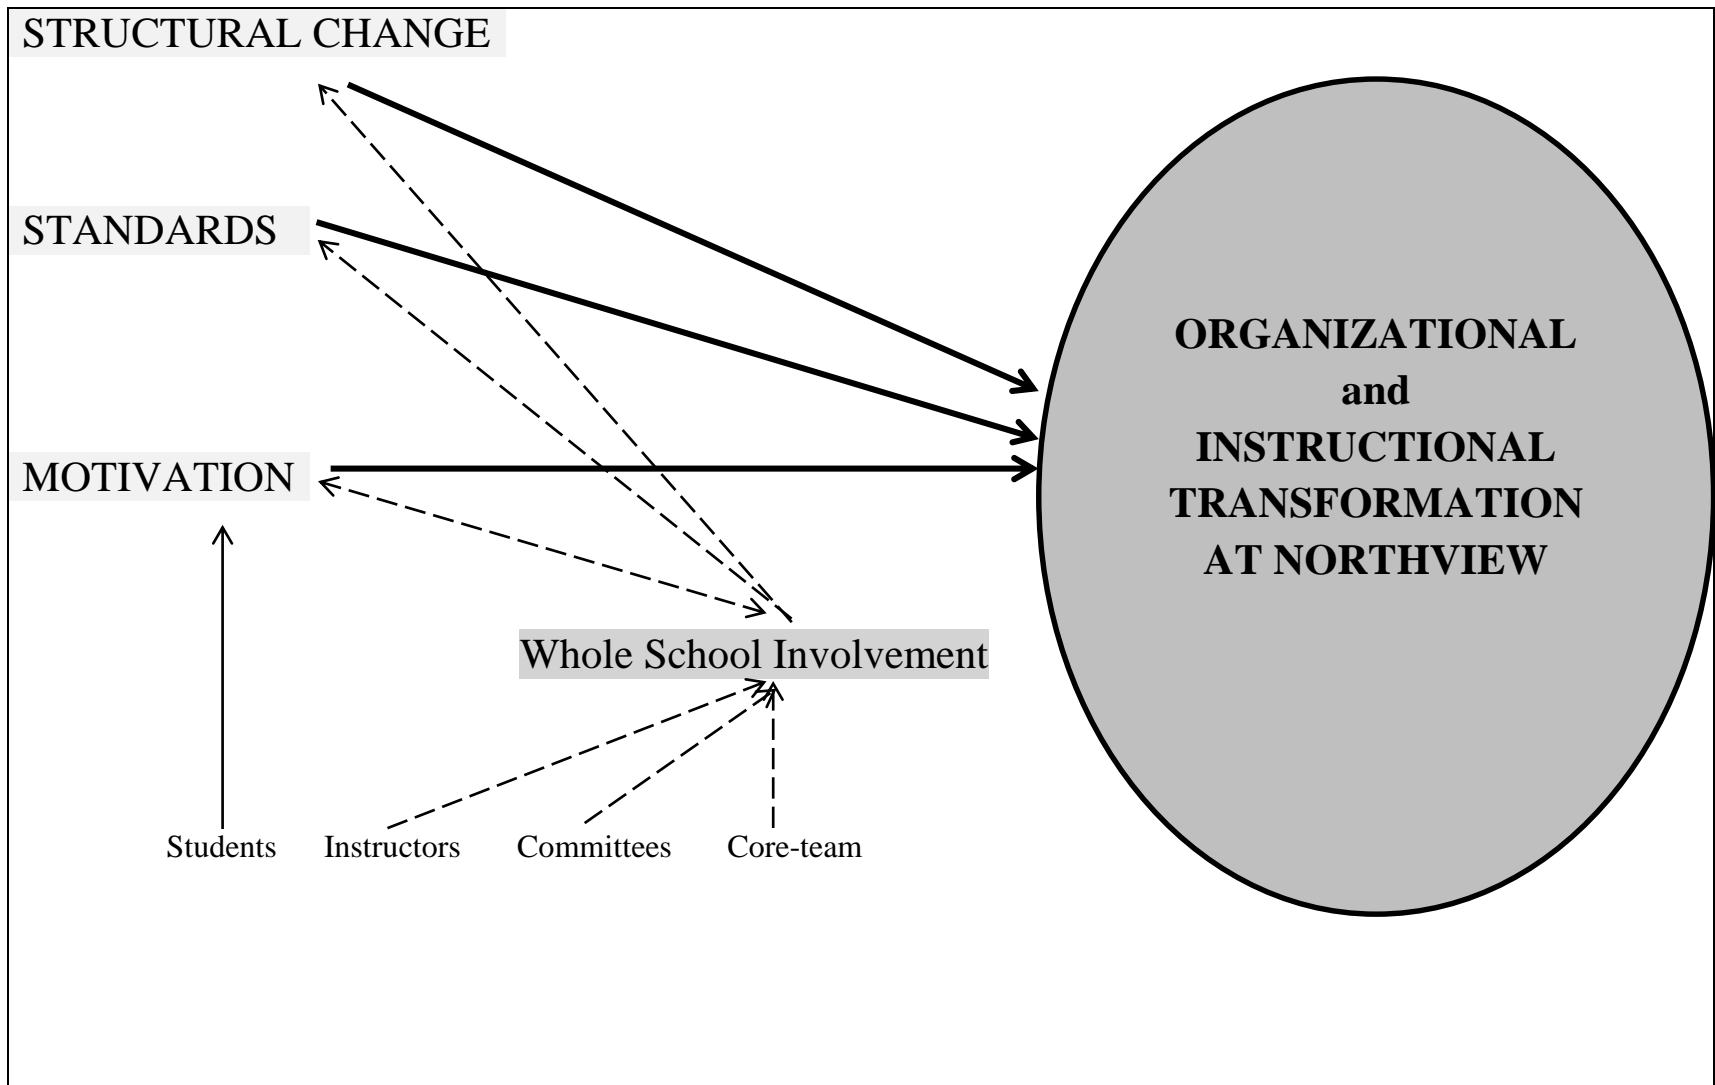 STRUCTURAL CHANGE
STANDARDS
MOTIVATION
ORGANIZATIONAL
and
INSTRUCTIONAL
TRANSFORMATION
AT NORTHVIEW
Whole School Involvement
Students Instructors Committees Core-team